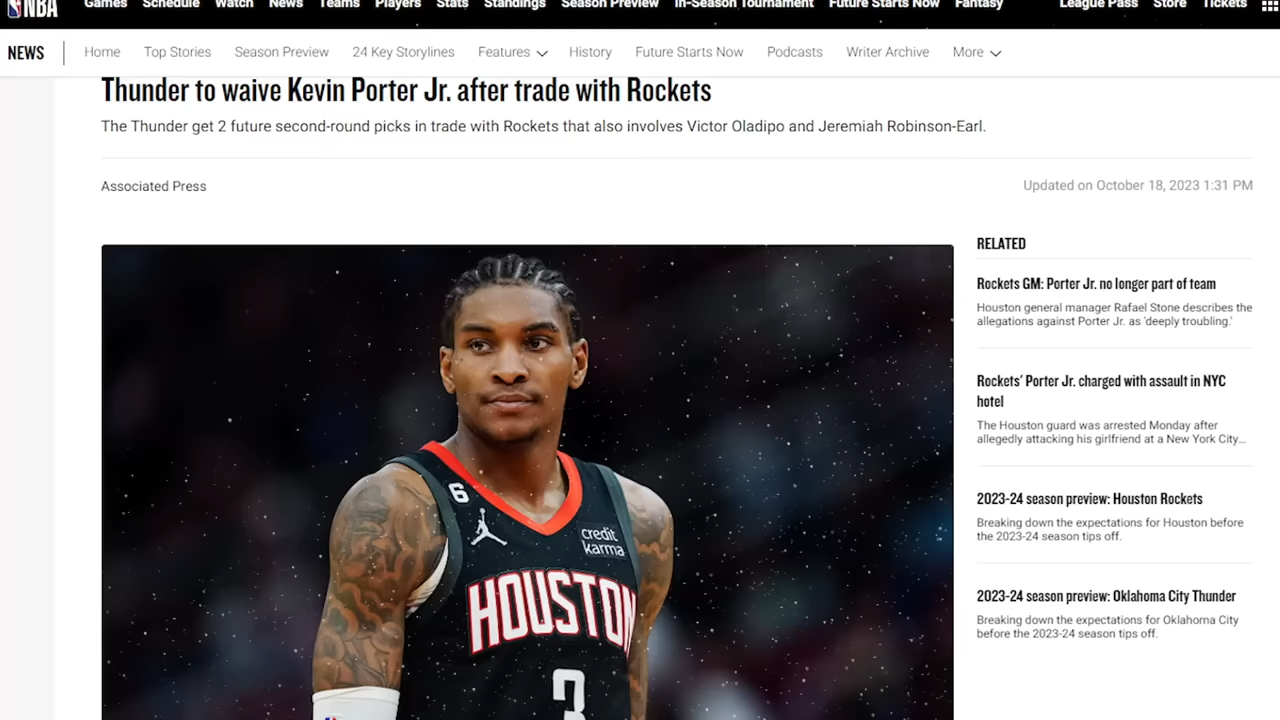 NBA
Games Schedule Watch News Teams Players Stats Standings Season Preview In-Season Tournament Future Starts Now Fantasy League Pass Store Tickets
NEWS Home Top Stories Season Preview 24 Key Storylines Features History Future Starts Now Podcasts Writer Archive More
Thunder to waive Kevin Porter Jr. after trade with Rockets
The Thunder get 2 future second-round picks in trade with Rockets that also involves Victor Oladipo and Jeremiah Robinson-Earl.
Associated Press
Updated on October 18, 2023 1:31 PM
RELATED
Rockets GM: Porter Jr. no longer part of team
Houston general manager Rafael Stone describes the
allegations against Porter Jr. as 'deeply troubling.'
Rockets' Porter Jr. charged with assault in NYC
hotel
The Houston guard was arrested Monday after
allegedly attacking his girlfriend at a New York City...
2023-24 season preview: Houston Rockets
Breaking down the expectations for Houston before
the 2023-24 season tips off.
2023-24 season preview: Oklahoma City Thunder
Breaking down the expectations for Oklahoma City
before the 2023-24 season tips off.
6
credit
karma
HOUSTON
3